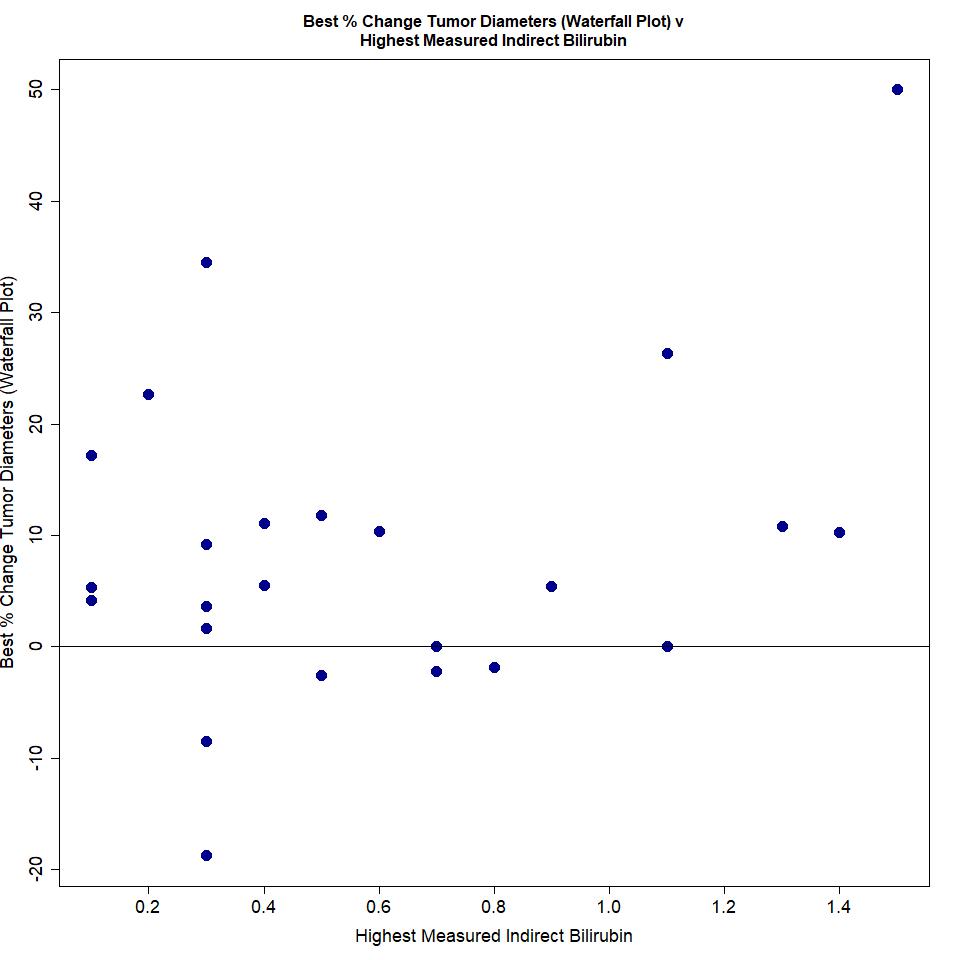 Best % Change Tumor Diameters (Waterfall Plot) v
Highest Measured Indirect Bilirubin
Best % Change Tumor Diameters (Waterfall Plot)
50
40
30
20
10
0
-10
-20
0.2 0.4 0.6 0.8 1.0 1.2 1.4
Highest Measured Indirect Bilirubin